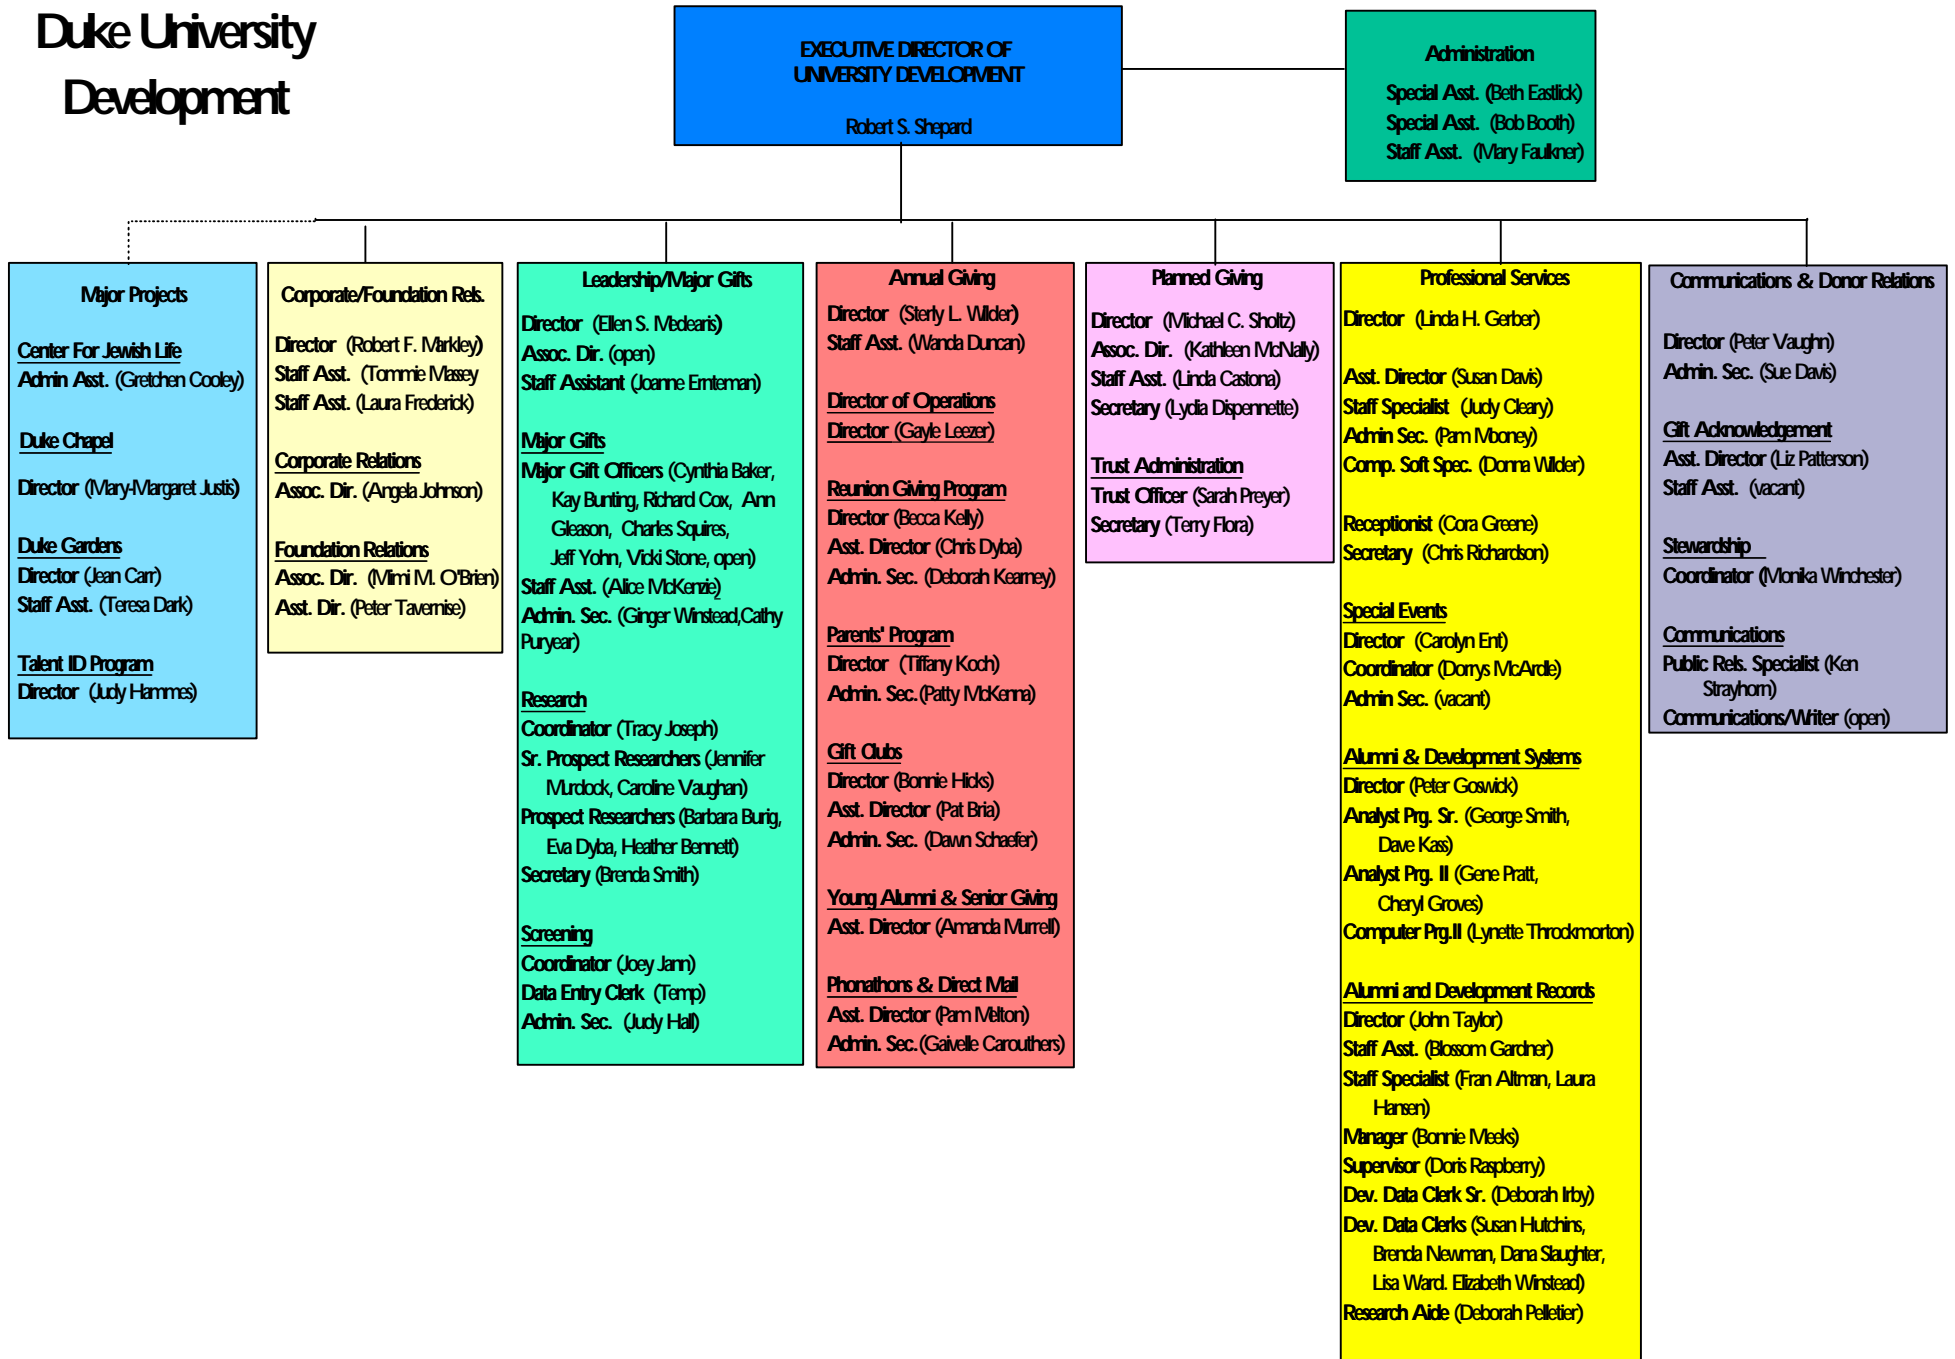 Duke University
Development
EXECUTIVE DIRECTOR OF
UNIVERSITY DEVELOPMENT
Robert S. Shepard
Administration
Special Asst. (Beth Eastlick)
Special Asst. (Bob Booth)
Staff Asst. (Mary Faulkner)
Major Projects
Center For Jewish Life
Admin Asst. (Gretchen Cooley)
Duke Chapel
Director (Mary-Margaret Justis)
Duke Gardens
Director (Jean Carr)
Staff Asst. (Teresa Dark)
Talent ID Program
Director (Judy Hammes)
Corporate/Foundation Rels.
Director (Robert F. Markley)
Staff Asst. (Tommie Massey
Staff Asst. (Laura Frederick)
Corporate Relations
Assoc. Dir. (Angela Johnson)
Foundation Relations
Assoc. Dir. (Mimi M. O'Brien)
Asst. Dir. (Peter Tavernise)
Leadership/Major Gifts
Director (Ellen S. Medearis)
Assoc. Dir. (open)
Staff Assistant (Joanne Ernteman)
Major Gifts
Major Gift Officers (Cynthia Baker,
Kay Bunting, Richard Cox, Ann
Gleason, Charles Squires,
Jeff Yohn, Vicki Stone, open)
Staff Asst. (Alice McKenzie)
Admin. Sec. (Ginger Winstead,Cathy
Puryear)
Research
Coordinator (Tracy Joseph)
Sr. Prospect Researchers (Jennifer
Murdock, Caroline Vaughan)
Prospect Researchers (Barbara Burig,
Eva Dyba, Heather Bennett)
Secretary (Brenda Smith)
Screening
Coordinator (Joey Jann)
Data Entry Clerk (Temp)
Admin. Sec. (Judy Hall)
Annual Giving
Director (Sterly L. Wilder)
Staff Asst. (Wanda Duncan)
Director of Operations
Director (Gayle Leezer)
Reunion Giving Program
Director (Becca Kelly)
Asst. Director (Chris Dyba)
Admin. Sec. (Deborah Kearney)
Parents' Program
Director (Tiffany Koch)
Admin. Sec.(Patty McKenna)
Gift Clubs
Director (Bonnie Hicks)
Asst. Director (Pat Bria)
Admin. Sec. (Dawn Schaefer)
Young Alumni & Senior Giving
Asst. Director (Amanda Murrell)
Phonathons & Direct Mail
Asst. Director (Pam Melton)
Admin. Sec.(Gaivelle Carouthers)
Planned Giving
Director (Michael C. Sholtz)
Assoc. Dir. (Kathleen McNally)
Staff Asst. (Linda Castona)
Secretary (Lydia Dispennette)
Trust Administration
Trust Officer (Sarah Preyer)
Secretary (Terry Flora)
Professional Services
Director (Linda H. Gerber)
Asst. Director (Susan Davis)
Staff Specialist (Judy Cleary)
Admin Sec. (Pam Mooney)
Comp. Soft Spec. (Donna Wilder)
Receptionist (Cora Greene)
Secretary (Chris Richardson)
Special Events
Director (Carolyn Ent)
Coordinator (Dorrys McArdle)
Admin Sec. (vacant)
Alumni & Development Systems
Director (Peter Goswick)
Analyst Prg. Sr. (George Smith,
Dave Kass)
Analyst Prg. II (Gene Pratt,
Cheryl Groves)
Computer Prg.II (Lynette Throckmorton)
Alumni and Development Records
Director (John Taylor)
Staff Asst. (Blossom Gardner)
Staff Specialist (Fran Altman, Laura
Hansen)
Manager (Bonnie Meeks)
Supervisor (Doris Raspberry)
Dev. Data Clerk Sr. (Deborah Irby)
Dev. Data Clerks (Susan Hutchins,
Brenda Newman, Dana Slaughter,
Lisa Ward. Elizabeth Winstead)
Research Aide (Deborah Pelletier)
Communications & Donor Relations
Director (Peter Vaughn)
Admin. Sec. (Sue Davis)
Gift Acknowledgement
Asst. Director (Liz Patterson)
Staff Asst. (vacant)
Stewardship
Coordinator (Monika Winchester)
Communications
Public Rels. Specialist (Ken
Strayhorn)
Communications/Writer (open)